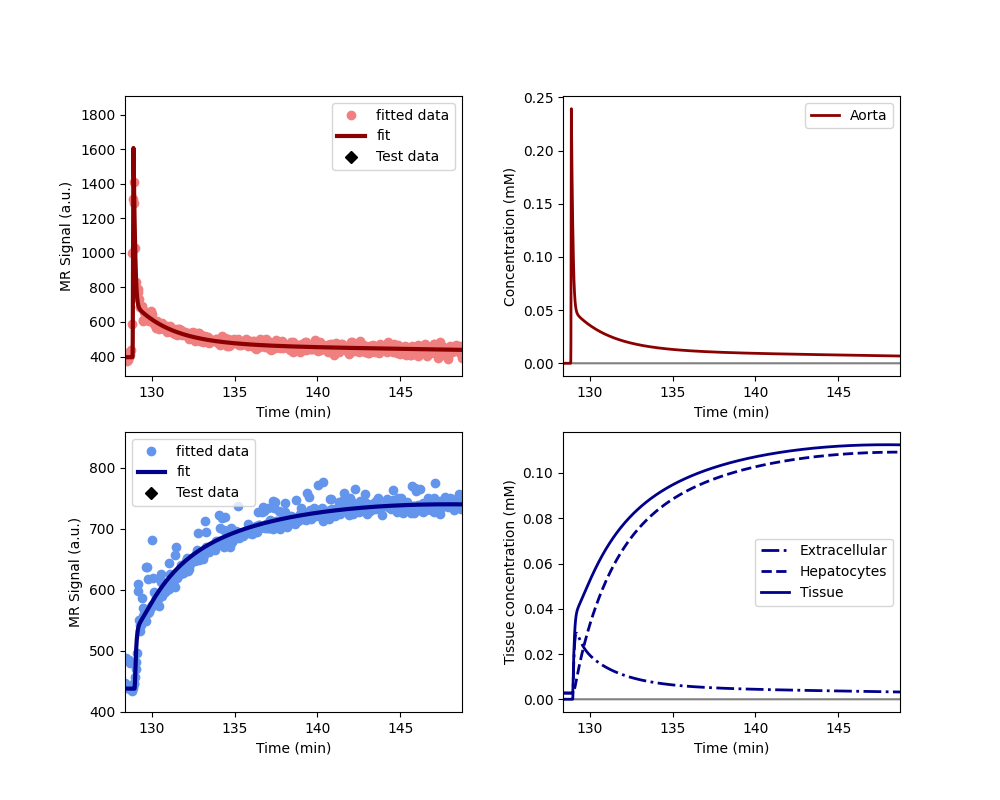 1800
1600
1400
1200
1000
800
600
400
MR Signal (a.u.)
fitted data
fit
Test data
130
135
140
145
Time (min)
0.25
0.20
0.15
0.10
0.05
0.00
Concentration (mM)
Aorta
130
135
140
145
Time (min)
800
700
600
500
400
MR Signal (a.u.)
fitted data
fit
Test data
130
135
140
145
Time (min)
0.10
0.08
0.06
0.04
0.02
0.00
Tissue concentration (mM)
Extracellular
Hepatocytes
Tissue
130
135
140
145
Time (min)